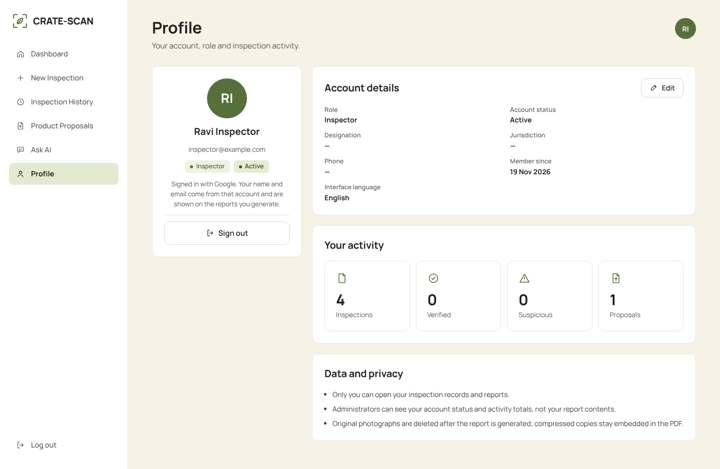 CRATE-SCAN
Dashboard
New Inspection
Inspection History
Product Proposals
Ask AI
Profile
Log out
Profile
Your account, role and inspection activity.
RI
RI
Ravi Inspector
inspector@example.com
Inspector
Active
Signed in with Google. Your name and
email come from that account and are
shown on the reports you generate.
Sign out
Account details
Edit
Role
Inspector
Account status
Active
Designation
—
Jurisdiction
—
Phone
—
Member since
19 Nov 2026
Interface language
English
Your activity
4
Inspections
0
Verified
0
Suspicious
1
Proposals
Data and privacy
• Only you can open your inspection records and reports.
• Administrators can see your account status and activity totals, not your report contents.
• Original photographs are deleted after the report is generated; compressed copies stay embedded in the PDF.